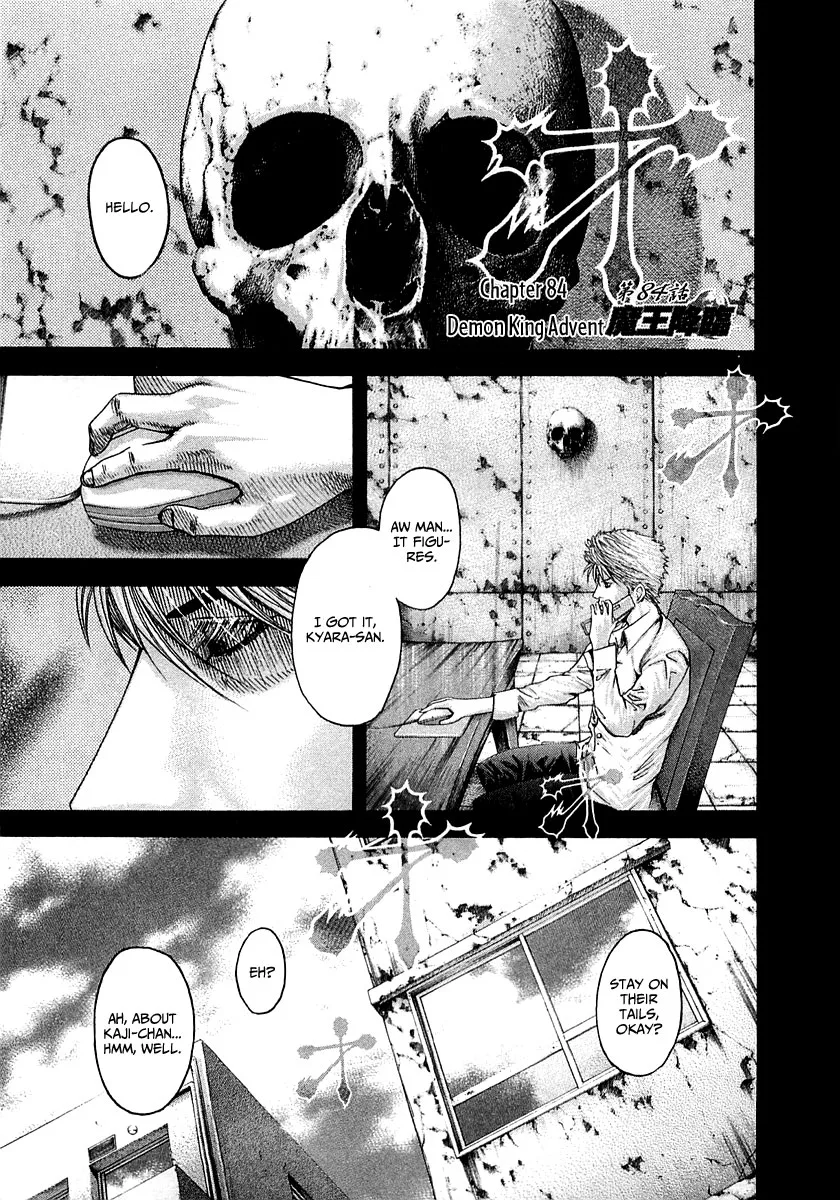 HELLO.
Chapter 84
Demon King Advent
第84話
魔王降臨
AW MAN...
IT FIGU-
RES.
I GOT IT,
KYARA-SAN.
STAY ON
THEIR
TAILS,
OKAY?
EH?
AH, ABOUT
KAJI-CHAN...
HMM, WELL.